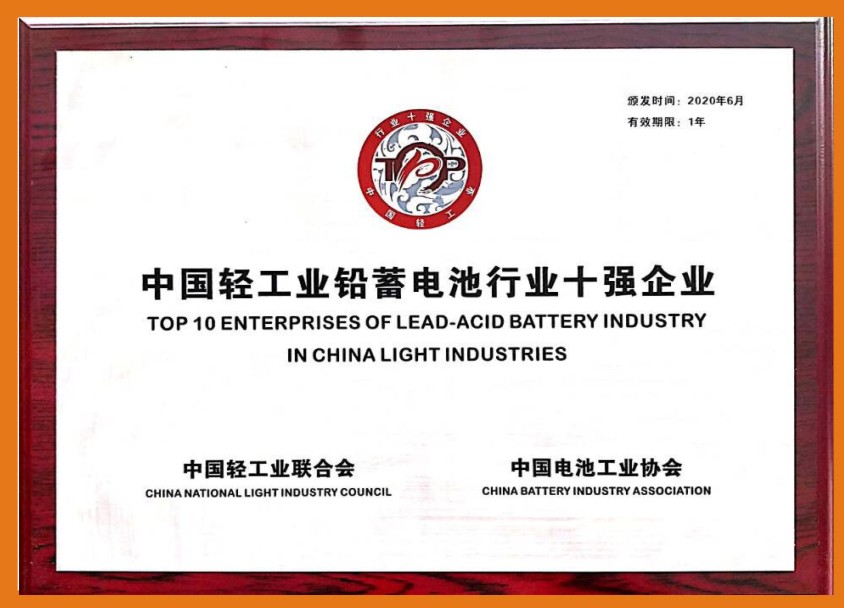 颁发时间：2020年6月
有效期限：1年
行业十强企业
TOP
中国轻工业
中国轻工业铅蓄电池行业十强企业
TOP 10 ENTERPRISES OF LEAD-ACID BATTERY INDUSTRY
IN CHINA LIGHT INDUSTRIES
中国轻工业联合会
CHINA NATIONAL LIGHT INDUSTRY COUNCIL
中国电池工业协会
CHINA BATTERY INDUSTRY ASSOCIATION